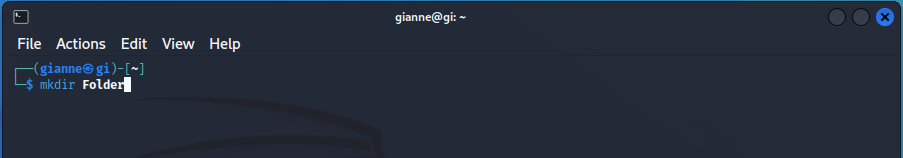 gianne@gi: ~
File Actions Edit View Help
┌──(gianne㉿gi)-[~]
└─$ mkdir Folder